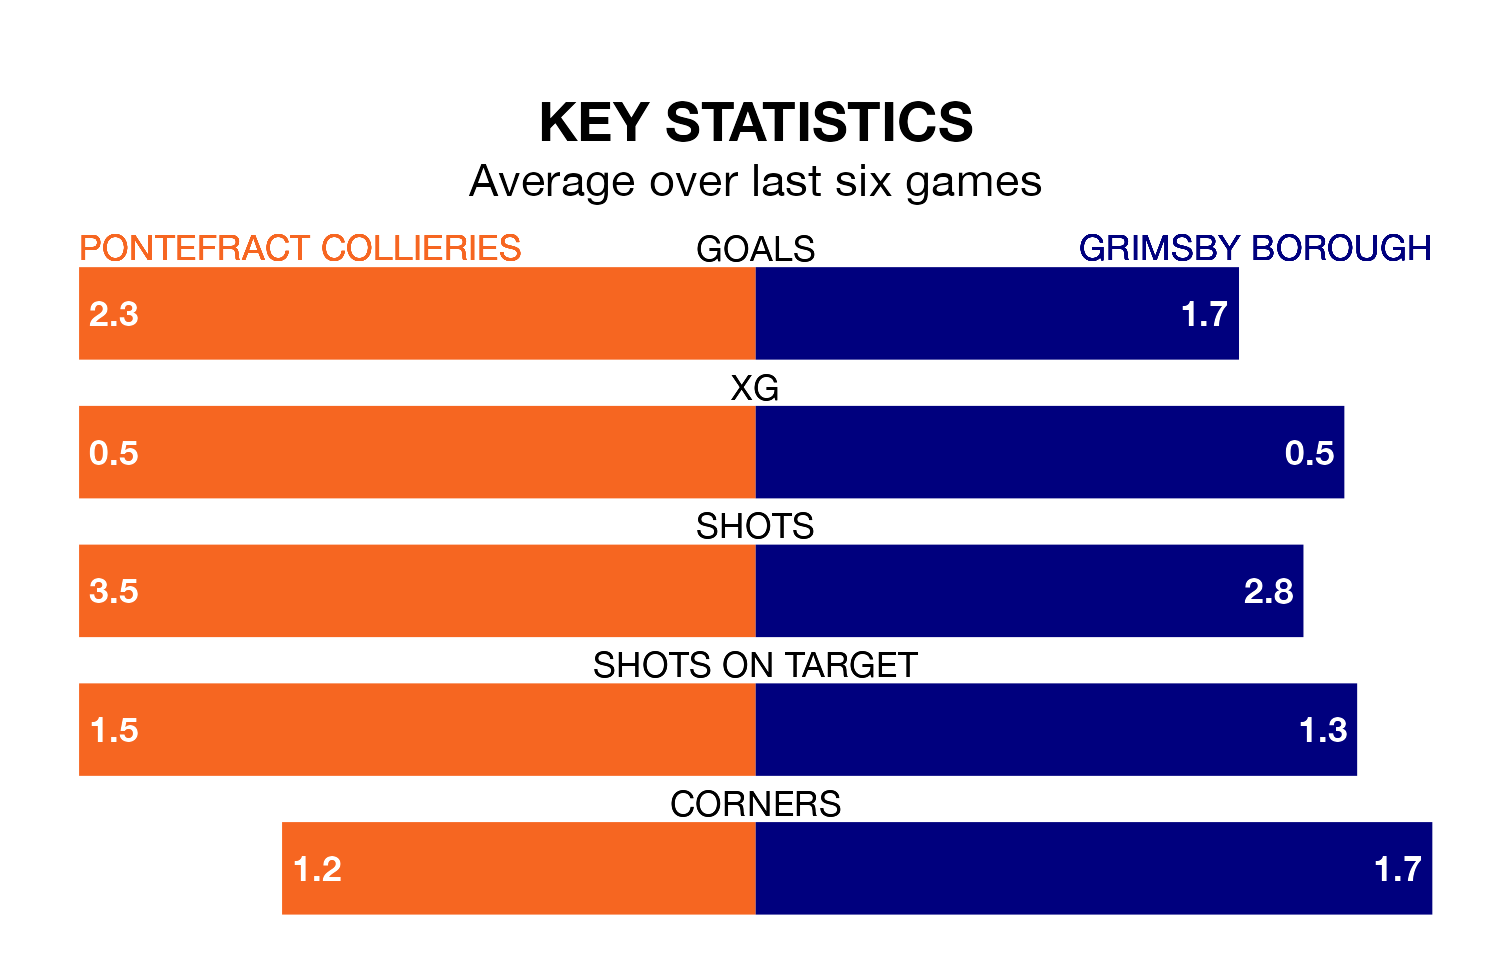 KEY STATISTICS
Average over last six games
PONTEFRACT COLLIERIES GOALS GRIMSBY BOROUGH
2.3 1.7
XG
0.5 0.5
SHOTS
3.5 2.8
SHOTS ON TARGET
1.5 1.3
CORNERS
1.2 1.7